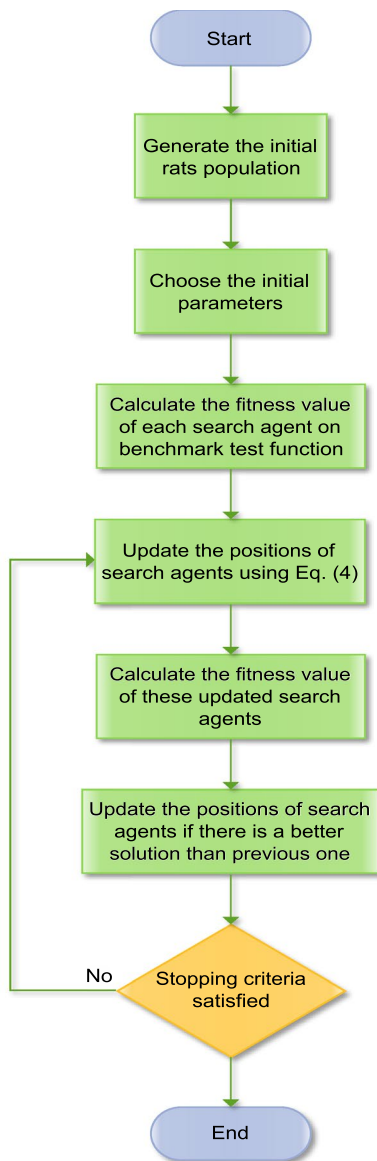 Start
Generate the initial
rats population
Choose the initial
parameters
Calculate the fitness value
of each search agent on
benchmark test function
Update the positions of
search agents using Eq. (4)
Calculate the fitness value
of these updated search
agents
Update the positions of search
agents if there is a better
solution than previous one
Stopping criteria
satisfied
No
End